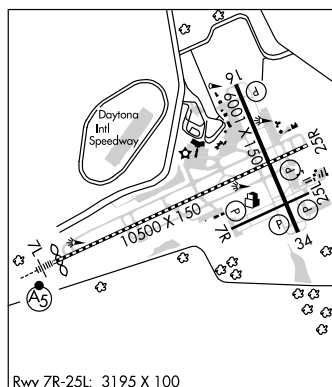 16
Daytona
Intl
Speedway
6001 X 150
25R
10500 X 150
25L
7L
7R
34
A5
P
P
P
P
P
Rwy 7R-25L: 3195 X 100